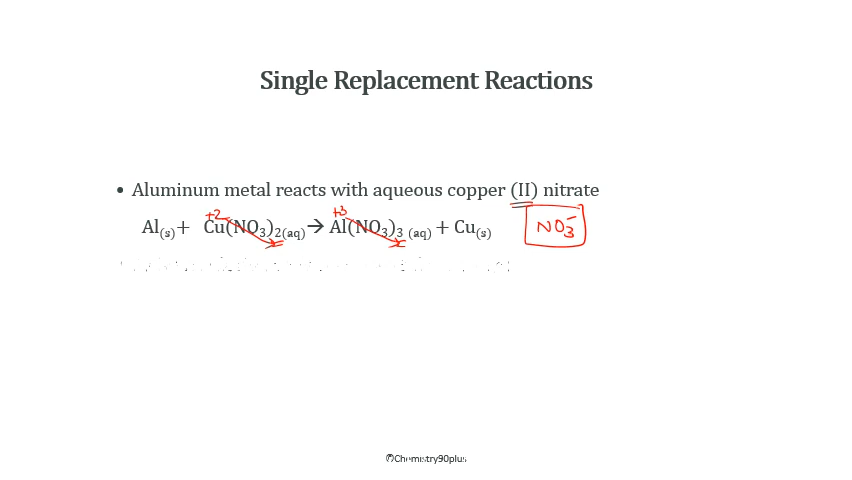 Single Replacement Reactions
• Aluminum metal reacts with aqueous copper (II) nitrate
+2 +3
Al(s)+ Cu(NO3)2(aq)→ Al(NO3)3 (aq) + Cu(s) NO3⁻
©Chemistry90plus